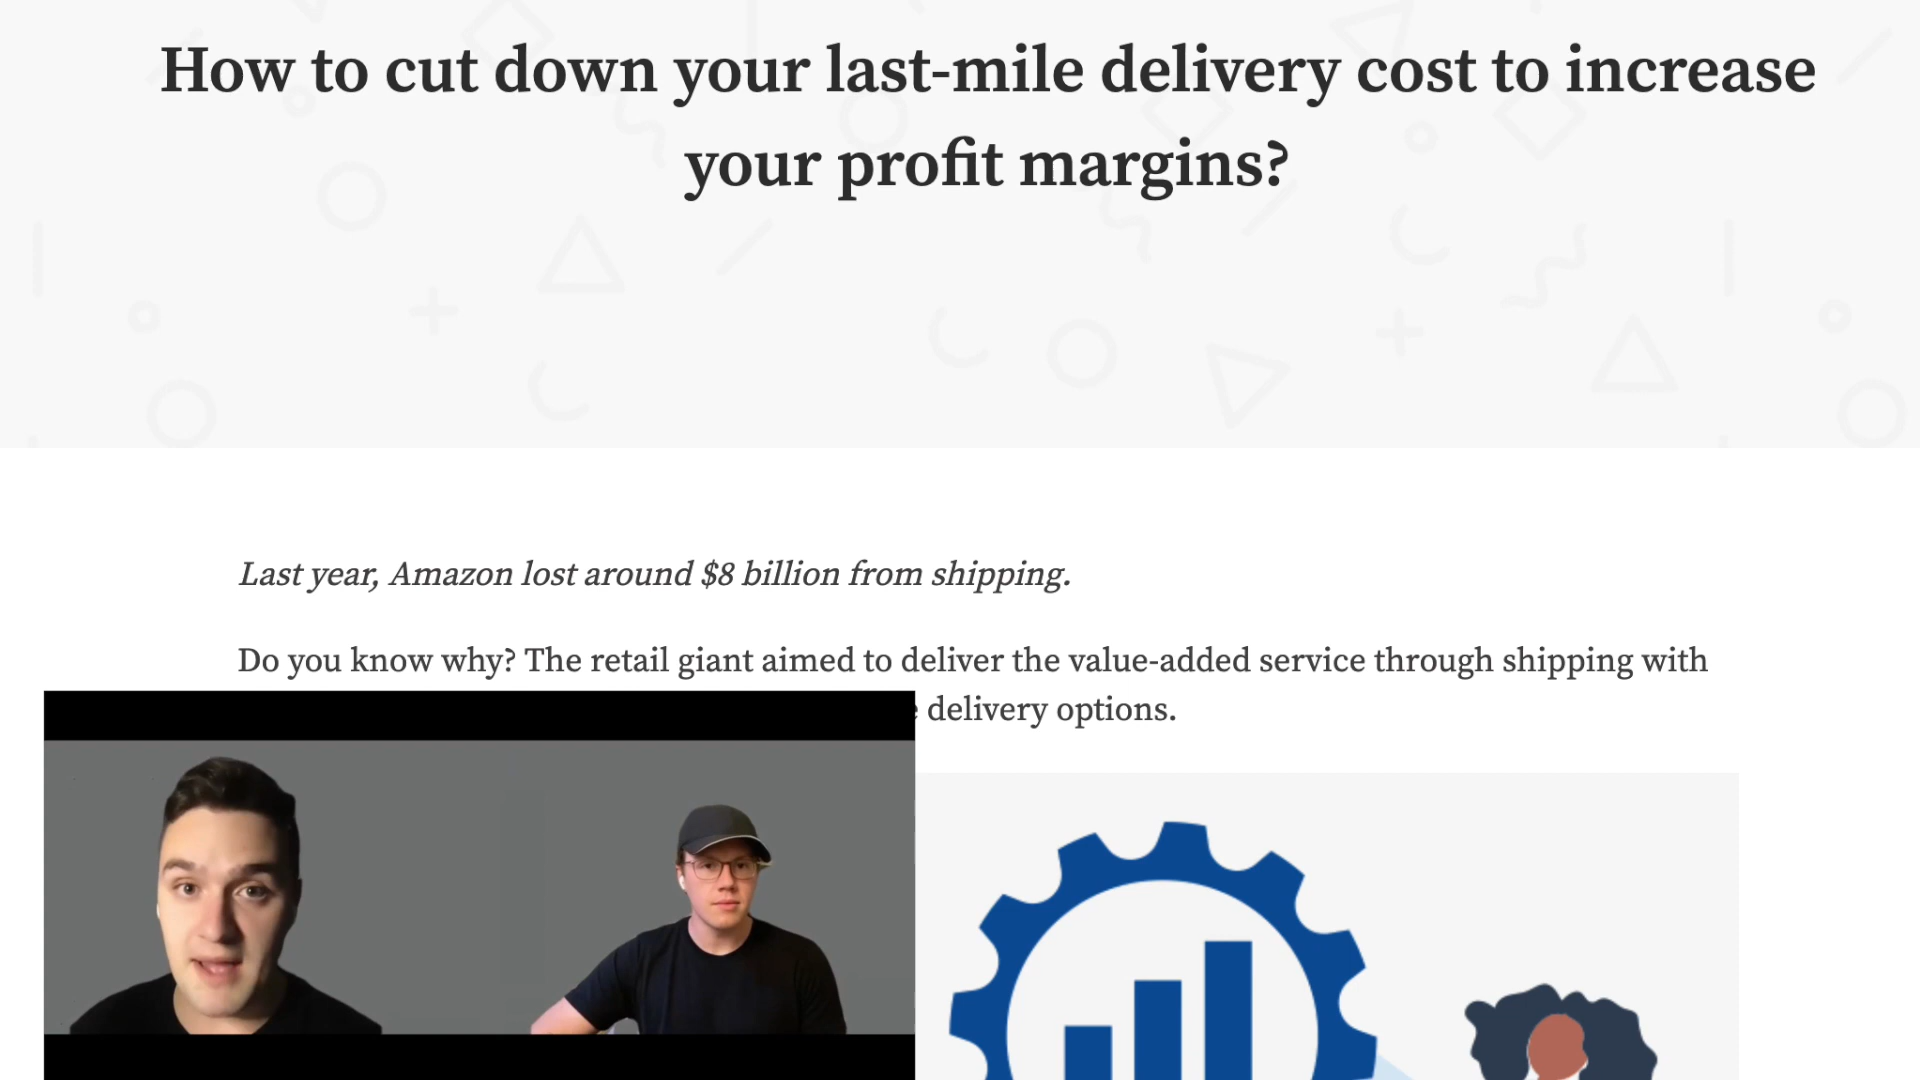 How to cut down your last-mile delivery cost to increase
your profit margins?
Last year, Amazon lost around $8 billion from shipping.
Do you know why? The retail giant aimed to deliver the value-added service through shipping with
delivery options.